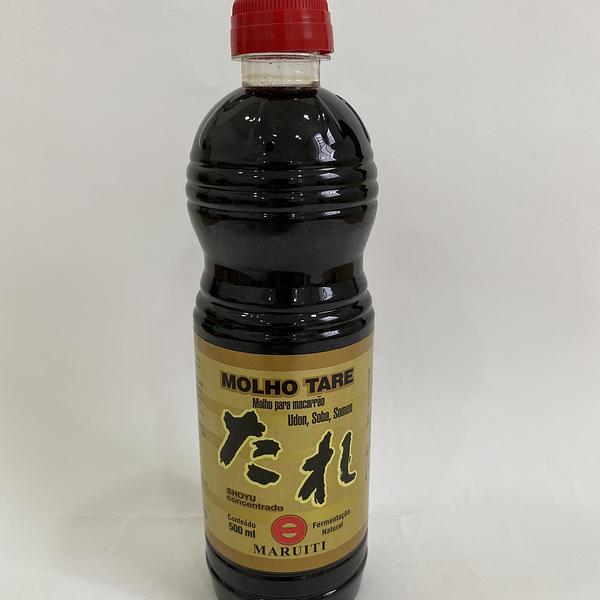 MOLHO TARE
Molho para macarrão
Udon, Soba, Somen
たれ
SHOYU
concentrado
Conteúdo
500 ml
Fermentação
Natural
MARUITI